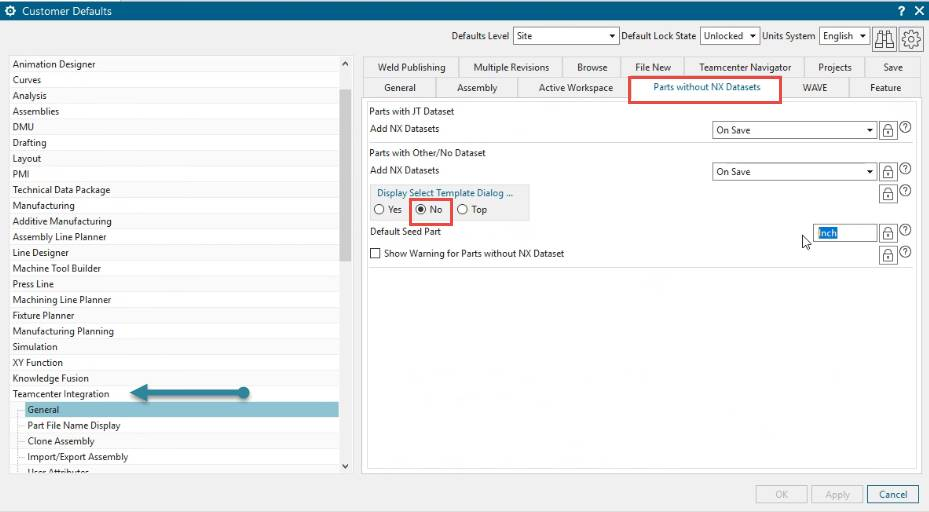 Customer Defaults
? ×
Defaults Level Site Default Lock State Unlocked Units System English
Animation Designer
Curves
Analysis
Assemblies
DMU
Drafting
Layout
PMI
Technical Data Package
Manufacturing
Additive Manufacturing
Assembly Line Planner
Line Designer
Machine Tool Builder
Press Line
Machining Line Planner
Fixture Planner
Manufacturing Planning
Simulation
XY Function
Knowledge Fusion
Teamcenter Integration
General
Part File Name Display
Clone Assembly
Import/Export Assembly
User Attributes
Weld Publishing Multiple Revisions Browse File New Teamcenter Navigator Projects Save
General Assembly Active Workspace Parts without NX Datasets WAVE Feature
Parts with JT Dataset
Add NX Datasets On Save
Parts with Other/No Dataset
Add NX Datasets On Save
Display Select Template Dialog ...
Yes No Top
Default Seed Part Inch
Show Warning for Parts without NX Dataset
OK Apply Cancel